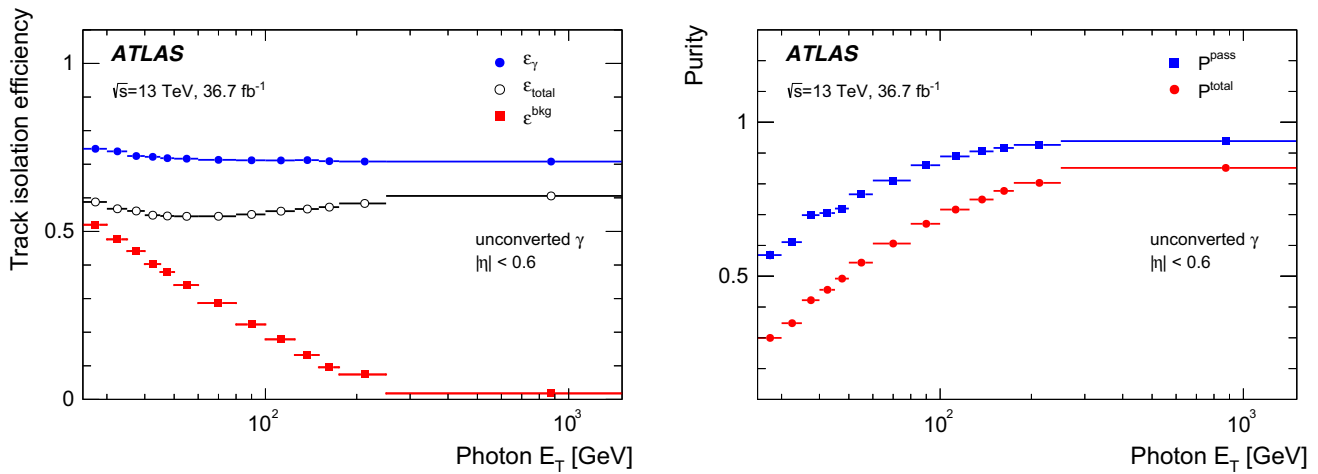 Track isolation efficiency
1
0.5
0
ATLAS
√s=13 TeV, 36.7 fb⁻¹
ε_γ
ε_total
ε^bkg
unconverted γ
|η| < 0.6
10²
10³
Photon E_T [GeV]
Purity
1
0.5
ATLAS
√s=13 TeV, 36.7 fb⁻¹
P^pass
P^total
unconverted γ
|η| < 0.6
10²
10³
Photon E_T [GeV]